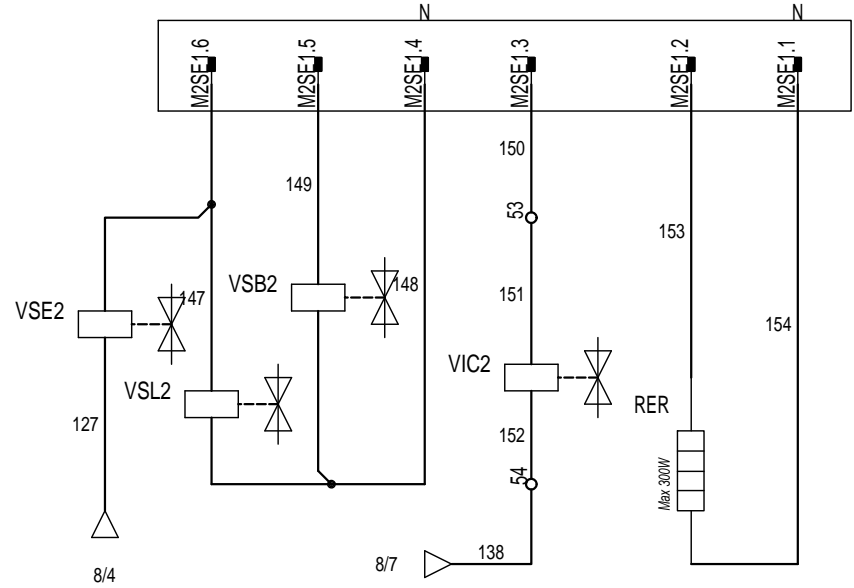 N
N
M2SE1.6
M2SE1.5
M2SE1.4
M2SE1.3
M2SE1.2
M2SE1.1
150
149
53
153
VSE2
147
VSB2
148
151
154
VSL2
VIC2
RER
127
152
Max 300W
54
8/4
8/7
138